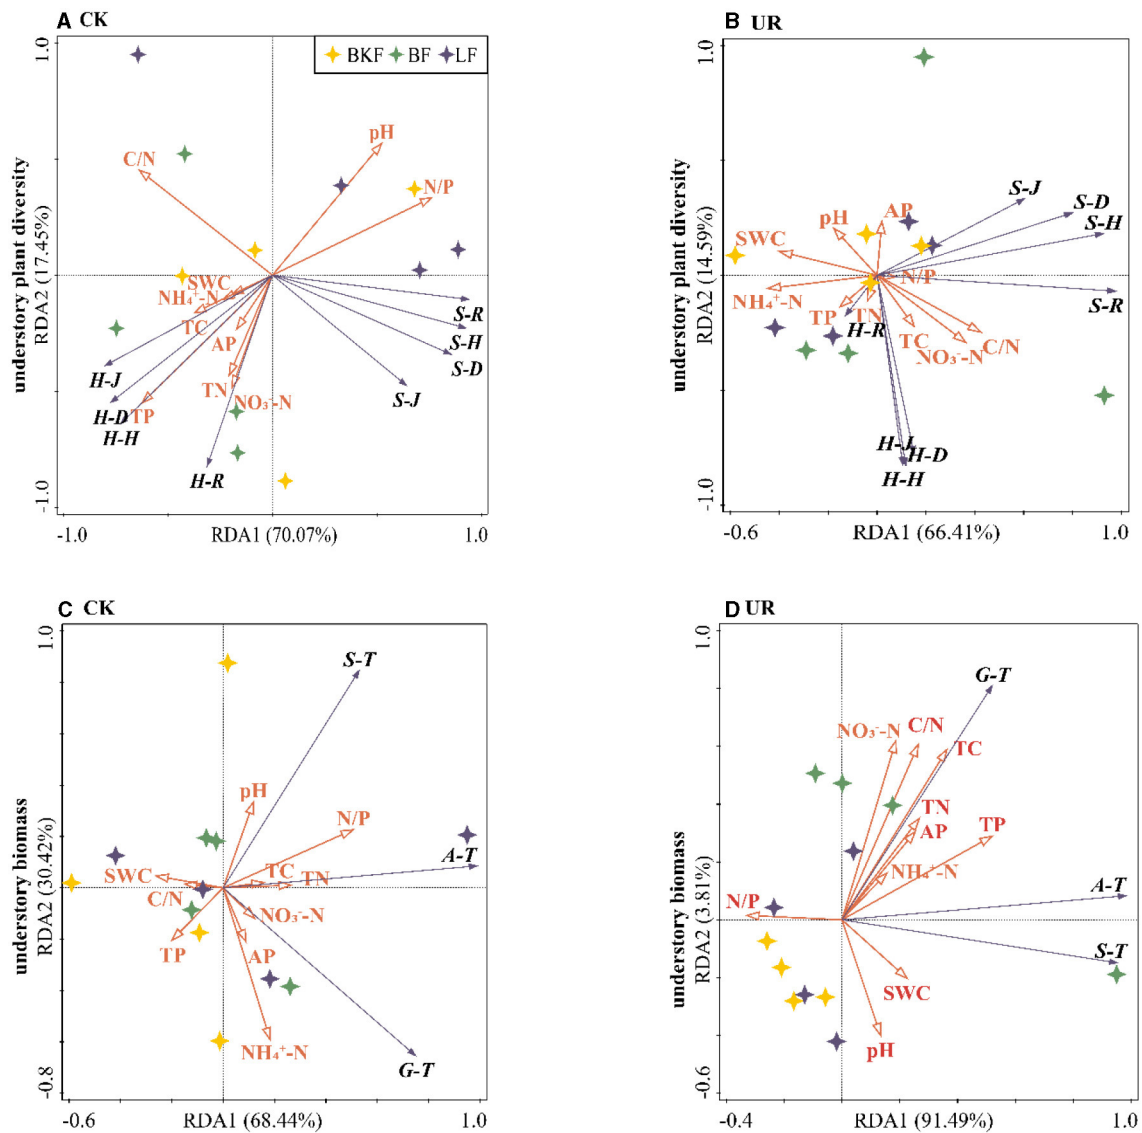 A CK
1.0
BKF BF LF
pH
C/N
N/P
understory plant diversity
RDA2 (17.45%)
SWC
NH₄⁺-N
TC
AP
S-R
S-H
S-D
S-J
H-J
TN
NO₃⁻-N
H-D
TP
H-H
H-R
-1.0
-1.0
RDA1 (70.07%)
1.0
B UR
1.0
S-J
S-D
S-H
AP
pH
SWC
understory plant diversity
RDA2 (14.59%)
N/P
NH₄⁺-N
S-R
TP
TN
H-R
TC
NO₃⁻-N
C/N
H-J
H-D
H-H
-1.0
-0.6
RDA1 (66.41%)
1.0
C CK
1.0
S-T
pH
N/P
understory biomass
RDA2 (30.42%)
A-T
SWC
TC
TN
C/N
NO₃⁻-N
TP
AP
NH₄⁺-N
G-T
-0.8
-0.6
RDA1 (68.44%)
1.0
D UR
1.0
G-T
NO₃⁻-N
C/N
TC
TN
AP
TP
understory biomass
RDA2 (3.81%)
NH₄⁺-N
N/P
A-T
S-T
SWC
pH
-0.6
-0.4
RDA1 (91.49%)
1.0